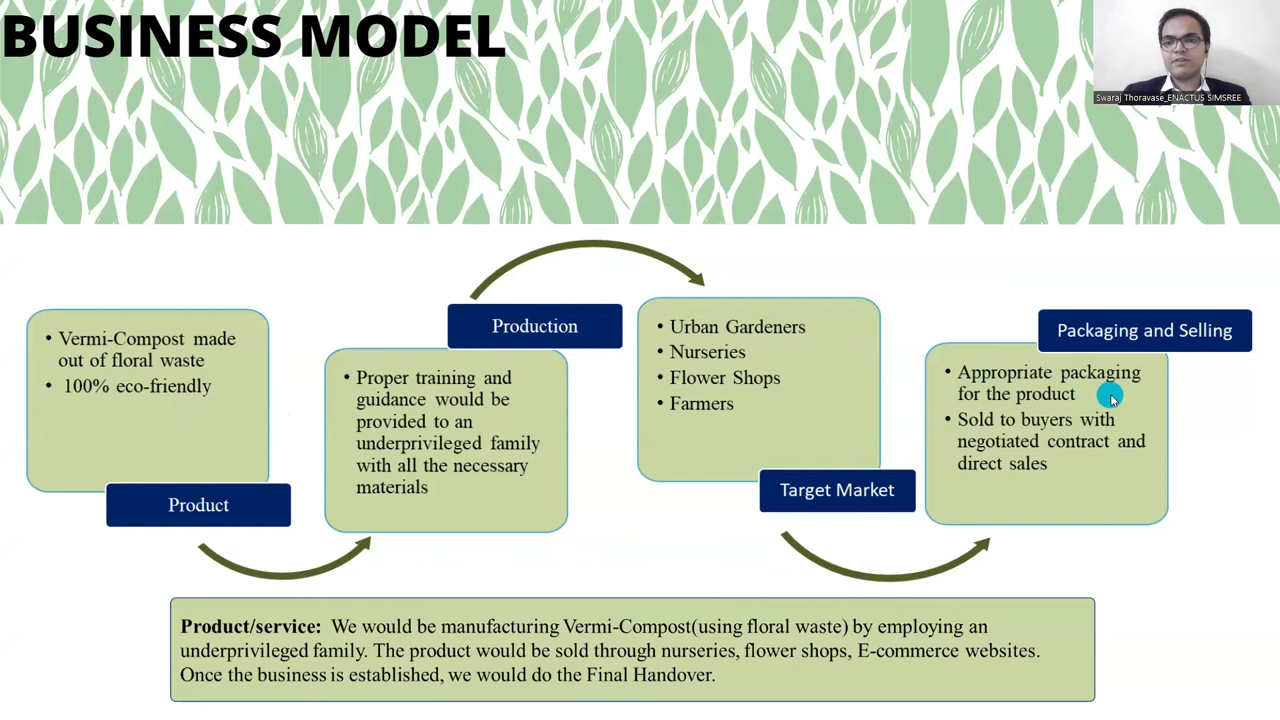 BUSINESS MODEL
Swaraj Thoravase_ENACTUS SIMSREE
• Vermi-Compost made
out of floral waste
• 100% eco-friendly
Product
Production
• Proper training and
guidance would be
provided to an
underprivileged family
with all the necessary
materials
• Urban Gardeners
• Nurseries
• Flower Shops
• Farmers
Target Market
Packaging and Selling
• Appropriate packaging
for the product
• Sold to buyers with
negotiated contract and
direct sales
Product/service: We would be manufacturing Vermi-Compost(using floral waste) by employing an
underprivileged family. The product would be sold through nurseries, flower shops, E-commerce websites.
Once the business is established, we would do the Final Handover.